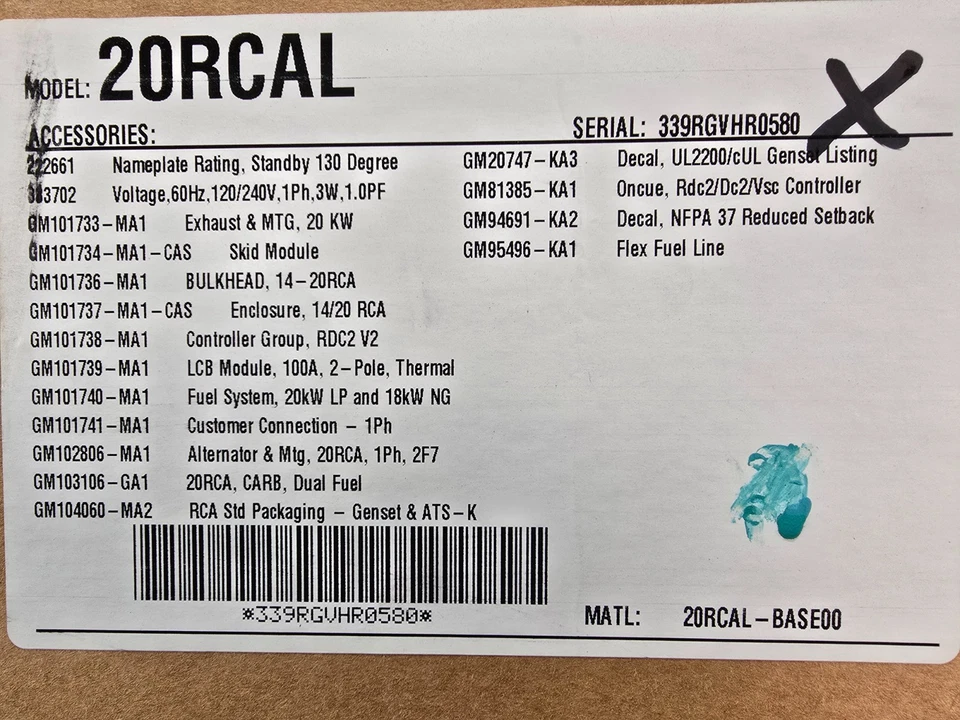 MODEL: 20RCAL
ACCESSORIES:
SERIAL: 339RGVHR0580
222661 Nameplate Rating, Standby 130 Degree
Voltage,60Hz,120/240V,1Ph,3W,1.0PF
GM101733-MA1 Exhaust & MTG, 20 KW
GM101734-MA1-CAS Skid Module
GM101736-MA1 BULKHEAD, 14-20RCA
GM101737-MA1-CAS Enclosure, 14/20 RCA
GM101738-MA1 Controller Group, RDC2 V2
GM101739-MA1 LCB Module, 100A, 2-Pole, Thermal
GM101740-MA1 Fuel System, 20kW LP and 18kW NG
GM101741-MA1 Customer Connection - 1Ph
GM102806-MA1 Alternator & Mtg, 20RCA, 1Ph, 2F7
GM103106-GA1 20RCA, CARB, Dual Fuel
GM104060-MA2 RCA Std Packaging - Genset & ATS-K
GM20747-KA3 Decal, UL2200/cUL Genset Listing
GM81385-KA1 Oncue, Rdc2/Dc2/Vsc Controller
GM94691-KA2 Decal, NFPA 37 Reduced Setback
GM95496-KA1 Flex Fuel Line
*339RGVHR0580*
MATL: 20RCAL-BASE00